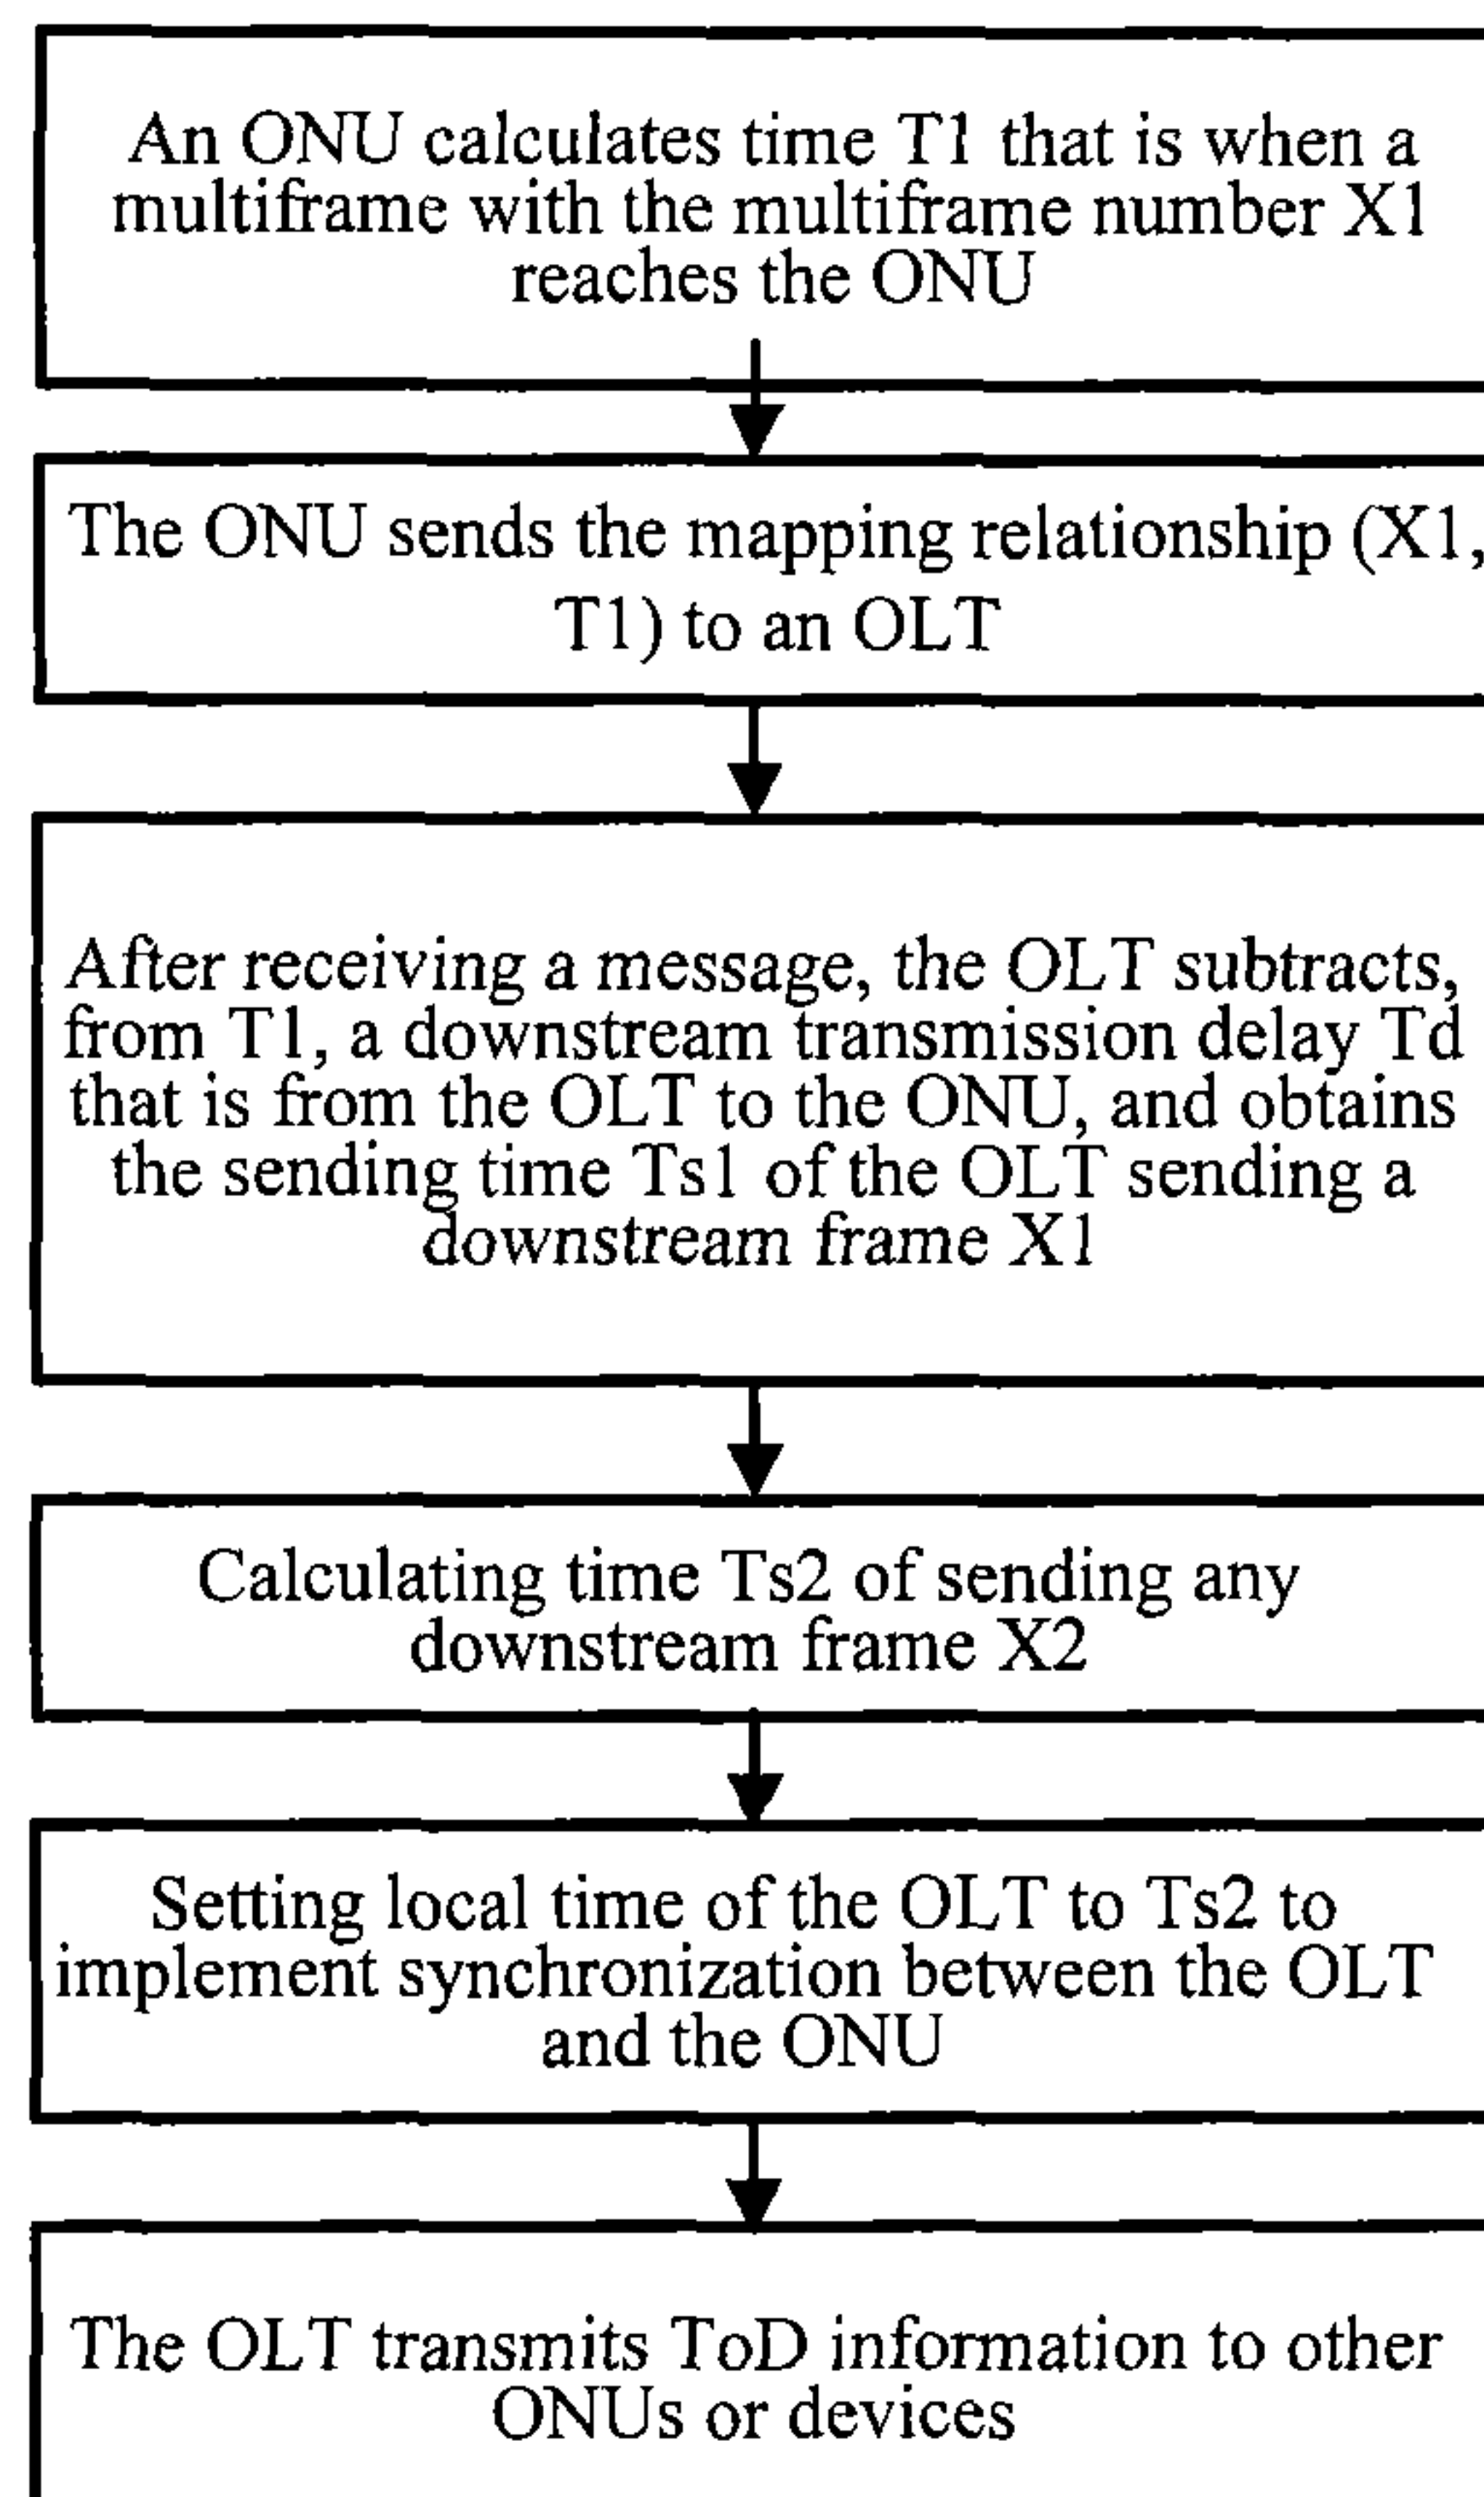 An ONU calculates time T1 that is when a
multiframe with the multiframe number X1
reaches the ONU
The ONU sends the mapping relationship (X1,
T1) to an OLT
After receiving a message, the OLT subtracts,
from T1, a downstream transmission delay Td
that is from the OLT to the ONU, and obtains
the sending time Ts1 of the OLT sending a
downstream frame X1
Calculating time Ts2 of sending any
downstream frame X2
Setting local time of the OLT to Ts2 to
implement synchronization between the OLT
and the ONU
The OLT transmits ToD information to other
ONUs or devices